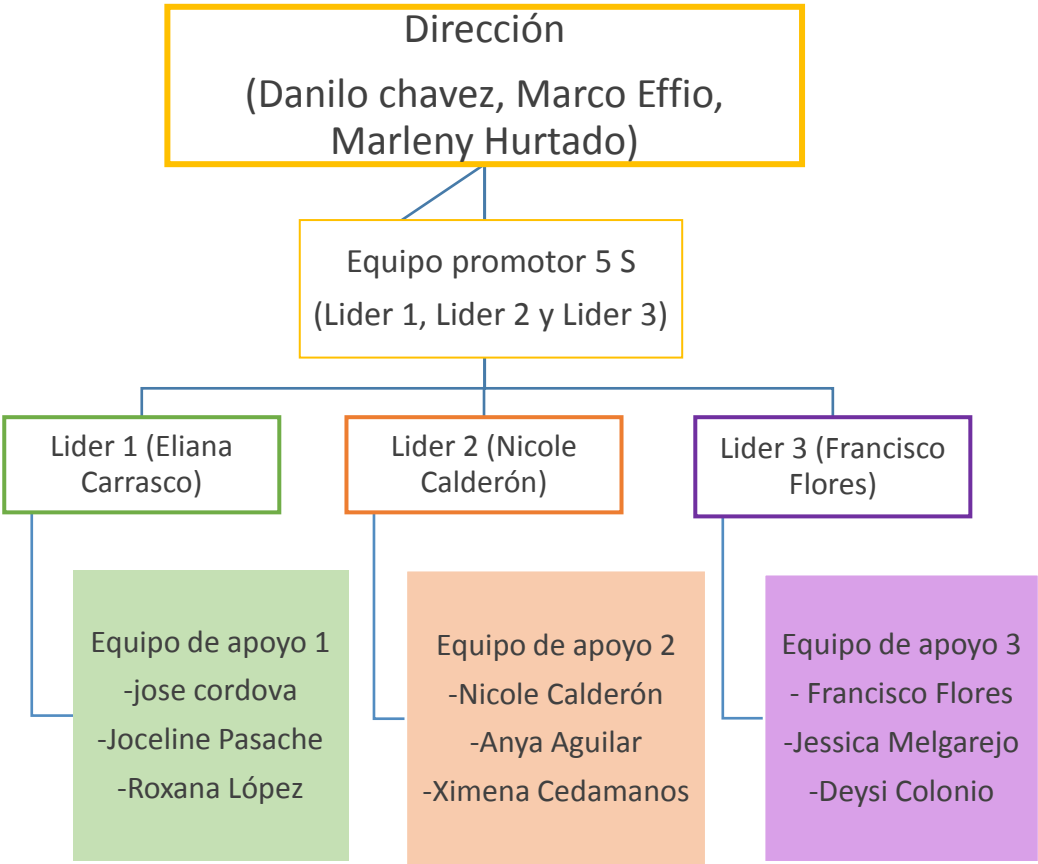 Dirección
(Danilo chavez, Marco Effio,
Marleny Hurtado)
Equipo promotor 5 S
(Lider 1, Lider 2 y Lider 3)
Lider 1 (Eliana
Carrasco)
Lider 2 (Nicole
Calderón)
Lider 3 (Francisco
Flores)
Equipo de apoyo 1
-jose cordova
-Joceline Pasache
-Roxana López
Equipo de apoyo 2
-Nicole Calderón
-Anya Aguilar
-Ximena Cedamanos
Equipo de apoyo 3
- Francisco Flores
-Jessica Melgarejo
-Deysi Colonio